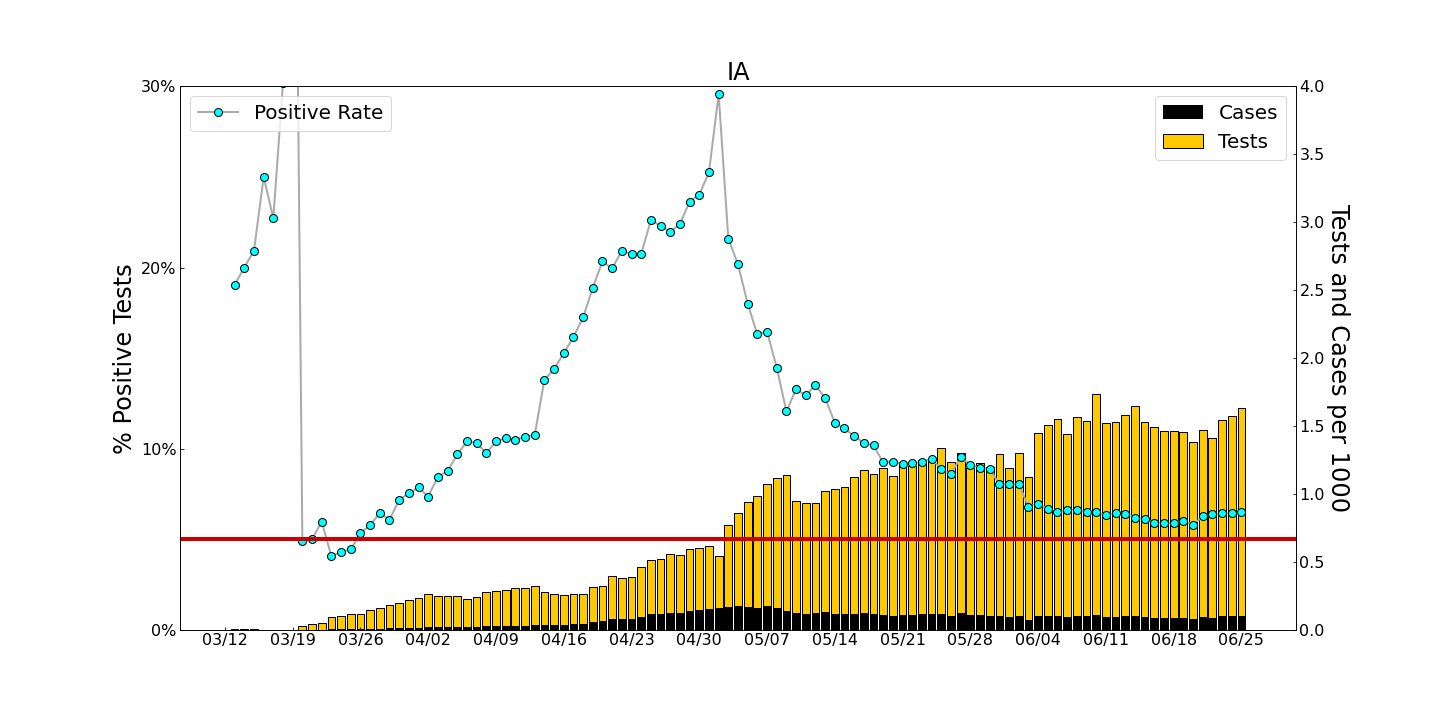 IA
30%
20%
10%
0%
% Positive Tests
Positive Rate
Cases
Tests
4.0
3.5
3.0
2.5
2.0
1.5
1.0
0.5
0.0
Tests and Cases per 1000
03/12 03/19 03/26 04/02 04/09 04/16 04/23 04/30 05/07 05/14 05/21 05/28 06/04 06/11 06/18 06/25